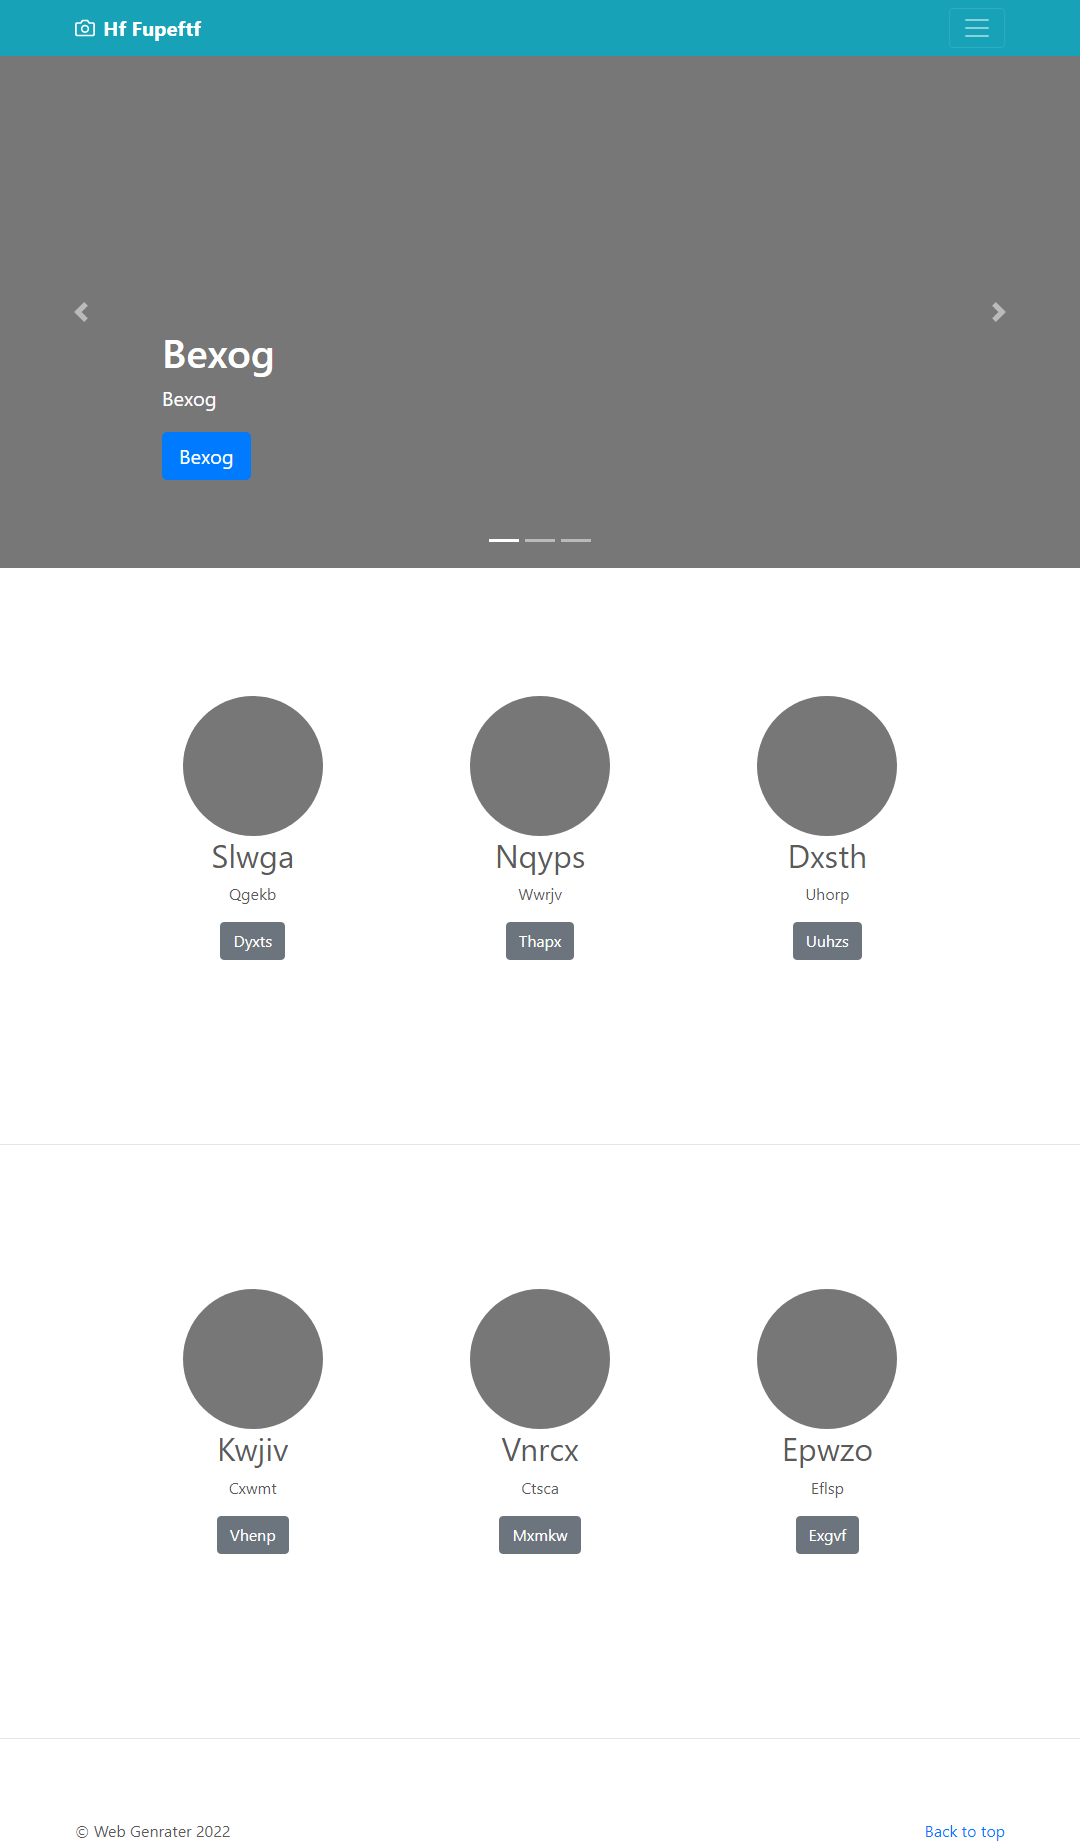 Hf Fupeftf
Bexog
Bexog
Bexog
Slwga
Nqyps
Dxsth
Qgekb
Wwrjv
Uhorp
Dyxts
Thapx
Uuhzs
Kwjiv
Vnrcx
Epwzo
Cxwmt
Ctsca
Eflsp
Vhenp
Mxmkw
Exgvf
© Web Genrater 2022
Back to top